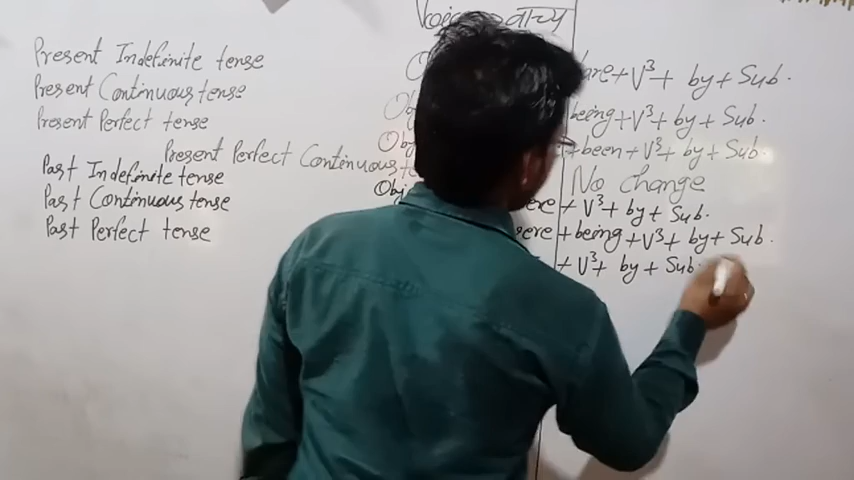 Voice वाच्य
Present Indefinite tense are + V³ + by + Sub.
Present Continuous tense being + V³ + by + Sub.
Present Perfect tense + been + V³ + by + Sub.
Present Perfect Continuous No change
Past Indefinite tense Obj + V³ + by + Sub.
Past Continuous tense + being + V³ + by + Sub.
Past Perfect tense + V³ + by + Sub.